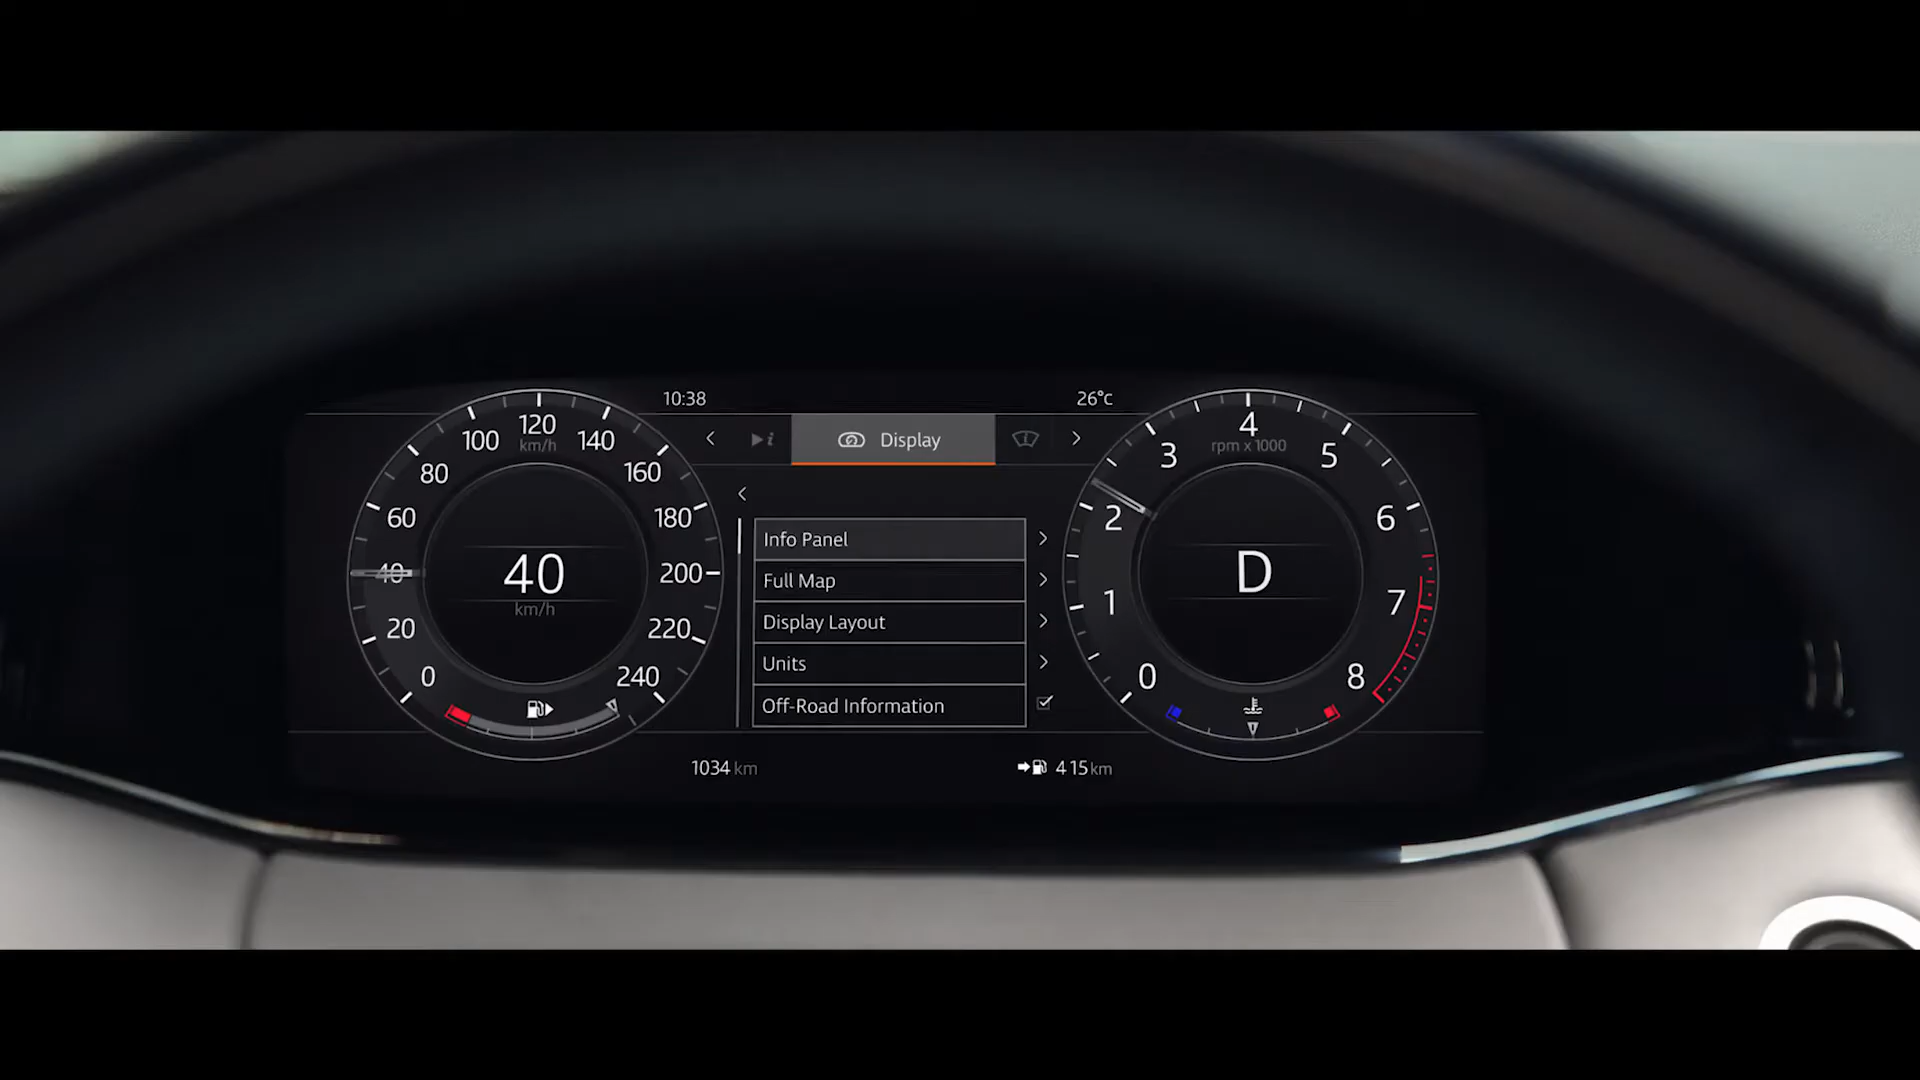 10:38
26°c
Display
Info Panel
Full Map
Display Layout
Units
Off-Road Information
0
20
40
60
80
100
120
140
160
180
200
220
240
km/h
40
km/h
0
1
2
3
4
5
6
7
8
rpm x 1000
D
1034 km
415 km